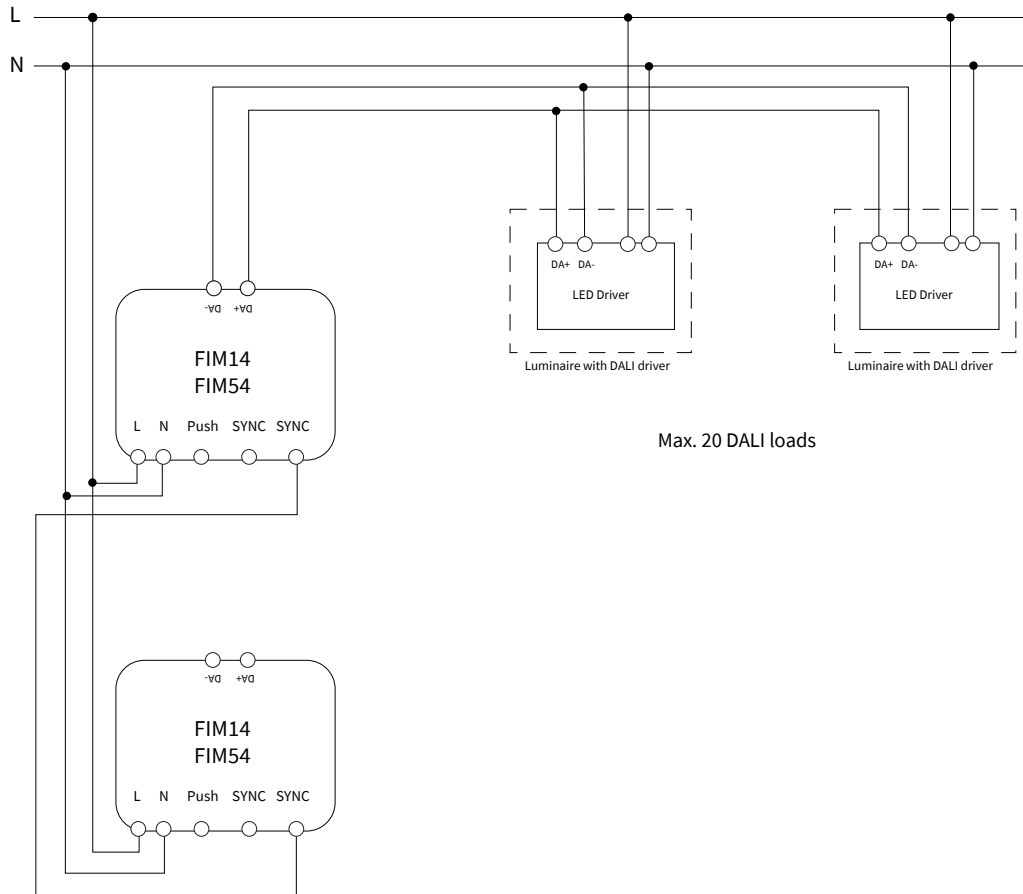 L
N
DA+ DA-
LED Driver
Luminaire with DALI driver
DA+ DA-
LED Driver
Luminaire with DALI driver
DA- DA+
FIM14
FIM54
L N Push SYNC SYNC
Max. 20 DALI loads
DA- DA+
FIM14
FIM54
L N Push SYNC SYNC